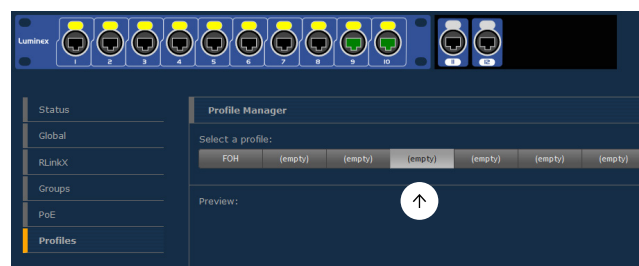 Luminex
1 2 3 4 5 6 7 8 9 10 11 12
Status
Profile Manager
Global
Select a profile:
RLinkX
FOH (empty) (empty) (empty) (empty) (empty) (empty)
Groups
Preview:
PoE
Profiles